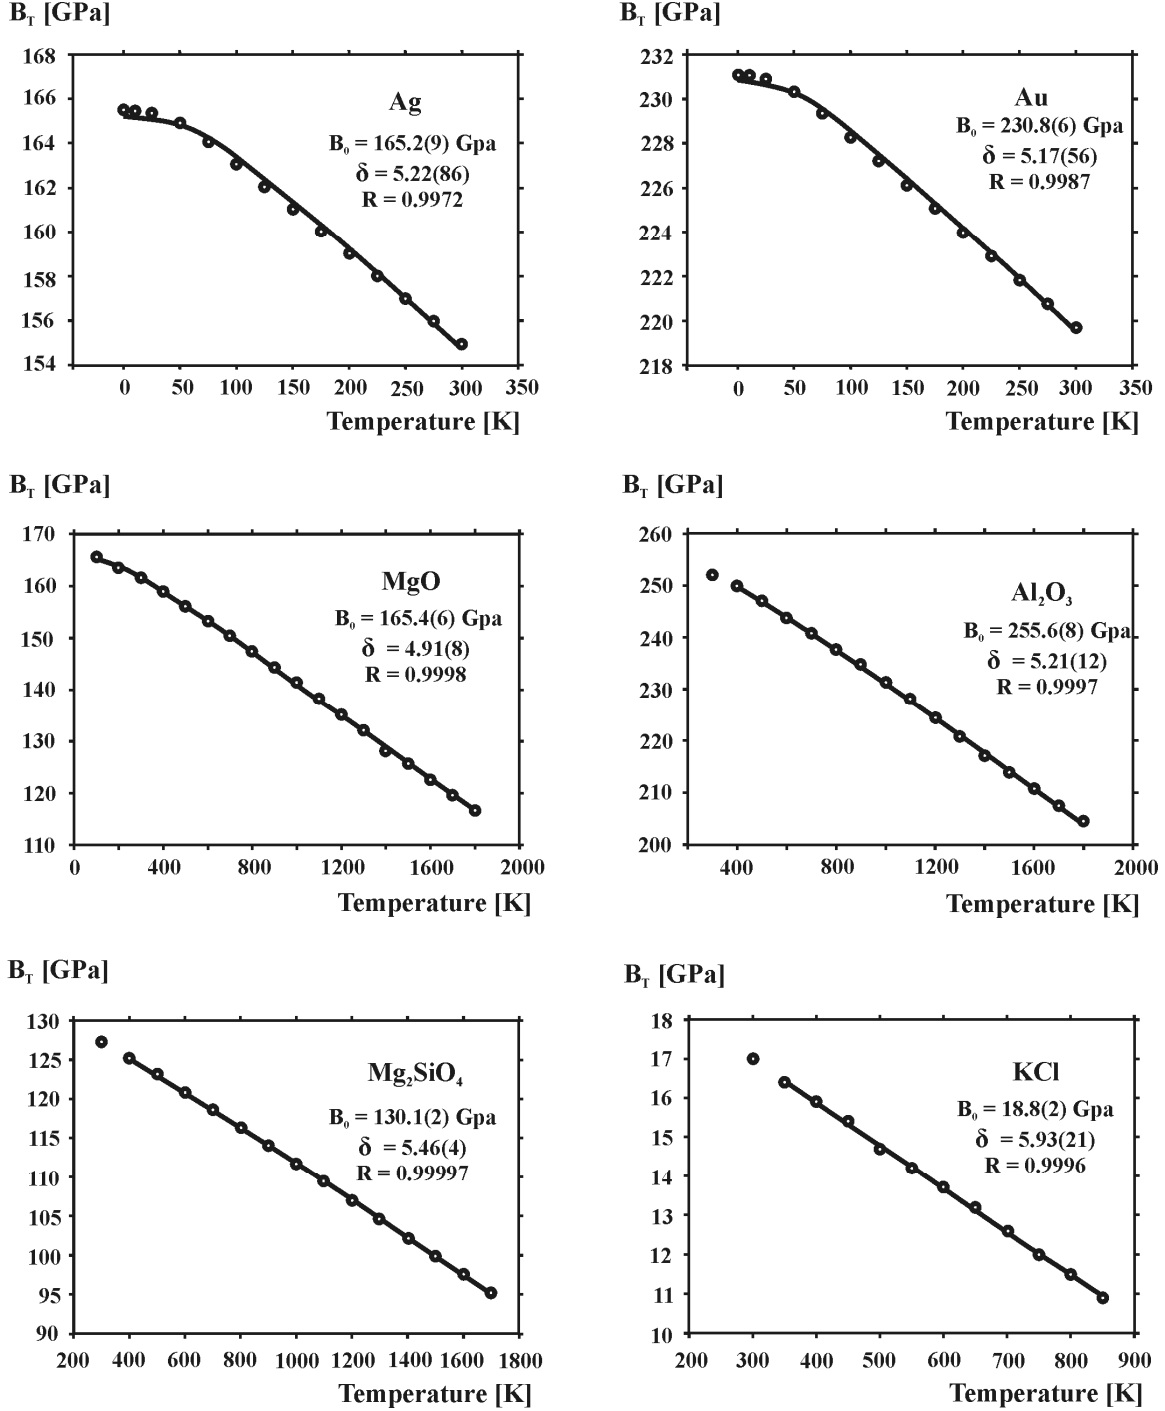 B_T [GPa]
168
166
164
162
160
158
156
154
Ag
B₀ = 165.2(9) Gpa
δ = 5.22(86)
R = 0.9972
0 50 100 150 200 250 300 350
Temperature [K]
B_T [GPa]
232
230
228
226
224
222
220
218
Au
B₀ = 230.8(6) Gpa
δ = 5.17(56)
R = 0.9987
0 50 100 150 200 250 300 350
Temperature [K]
B_T [GPa]
170
160
150
140
130
120
110
MgO
B₀ = 165.4(6) Gpa
δ = 4.91(8)
R = 0.9998
0 400 800 1200 1600 2000
Temperature [K]
B_T [GPa]
260
250
240
230
220
210
200
Al₂O₃
B₀ = 255.6(8) Gpa
δ = 5.21(12)
R = 0.9997
400 800 1200 1600 2000
Temperature [K]
B_T [GPa]
130
125
120
115
110
105
100
95
90
Mg₂SiO₄
B₀ = 130.1(2) Gpa
δ = 5.46(4)
R = 0.99997
200 400 600 800 1000 1200 1400 1600 1800
Temperature [K]
B_T [GPa]
18
17
16
15
14
13
12
11
10
KCl
B₀ = 18.8(2) Gpa
δ = 5.93(21)
R = 0.9996
200 300 400 500 600 700 800 900
Temperature [K]